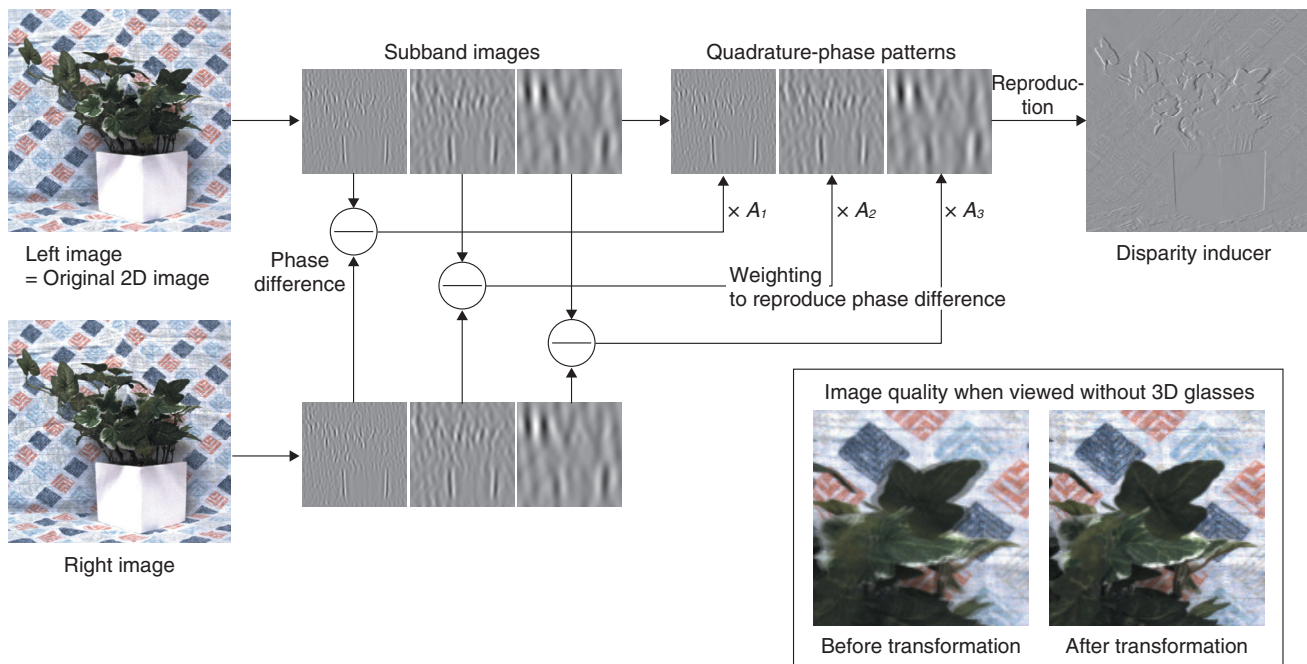 Subband images
Quadrature-phase patterns
Reproduc-
tion
× A1
× A2
× A3
Left image
= Original 2D image
Phase
difference
Weighting
to reproduce phase difference
Disparity inducer
Right image
Image quality when viewed without 3D glasses
Before transformation
After transformation